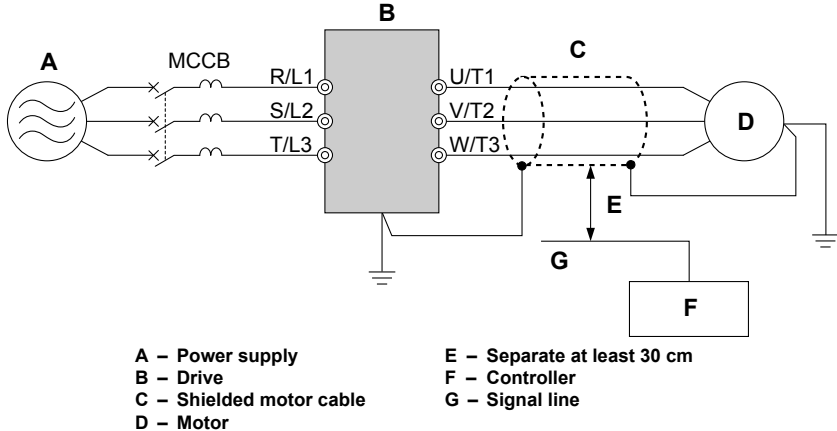 B
A
MCCB
C
R/L1
U/T1
S/L2
V/T2
D
T/L3
W/T3
E
G
F
A – Power supply
B – Drive
C – Shielded motor cable
D – Motor
E – Separate at least 30 cm
F – Controller
G – Signal line